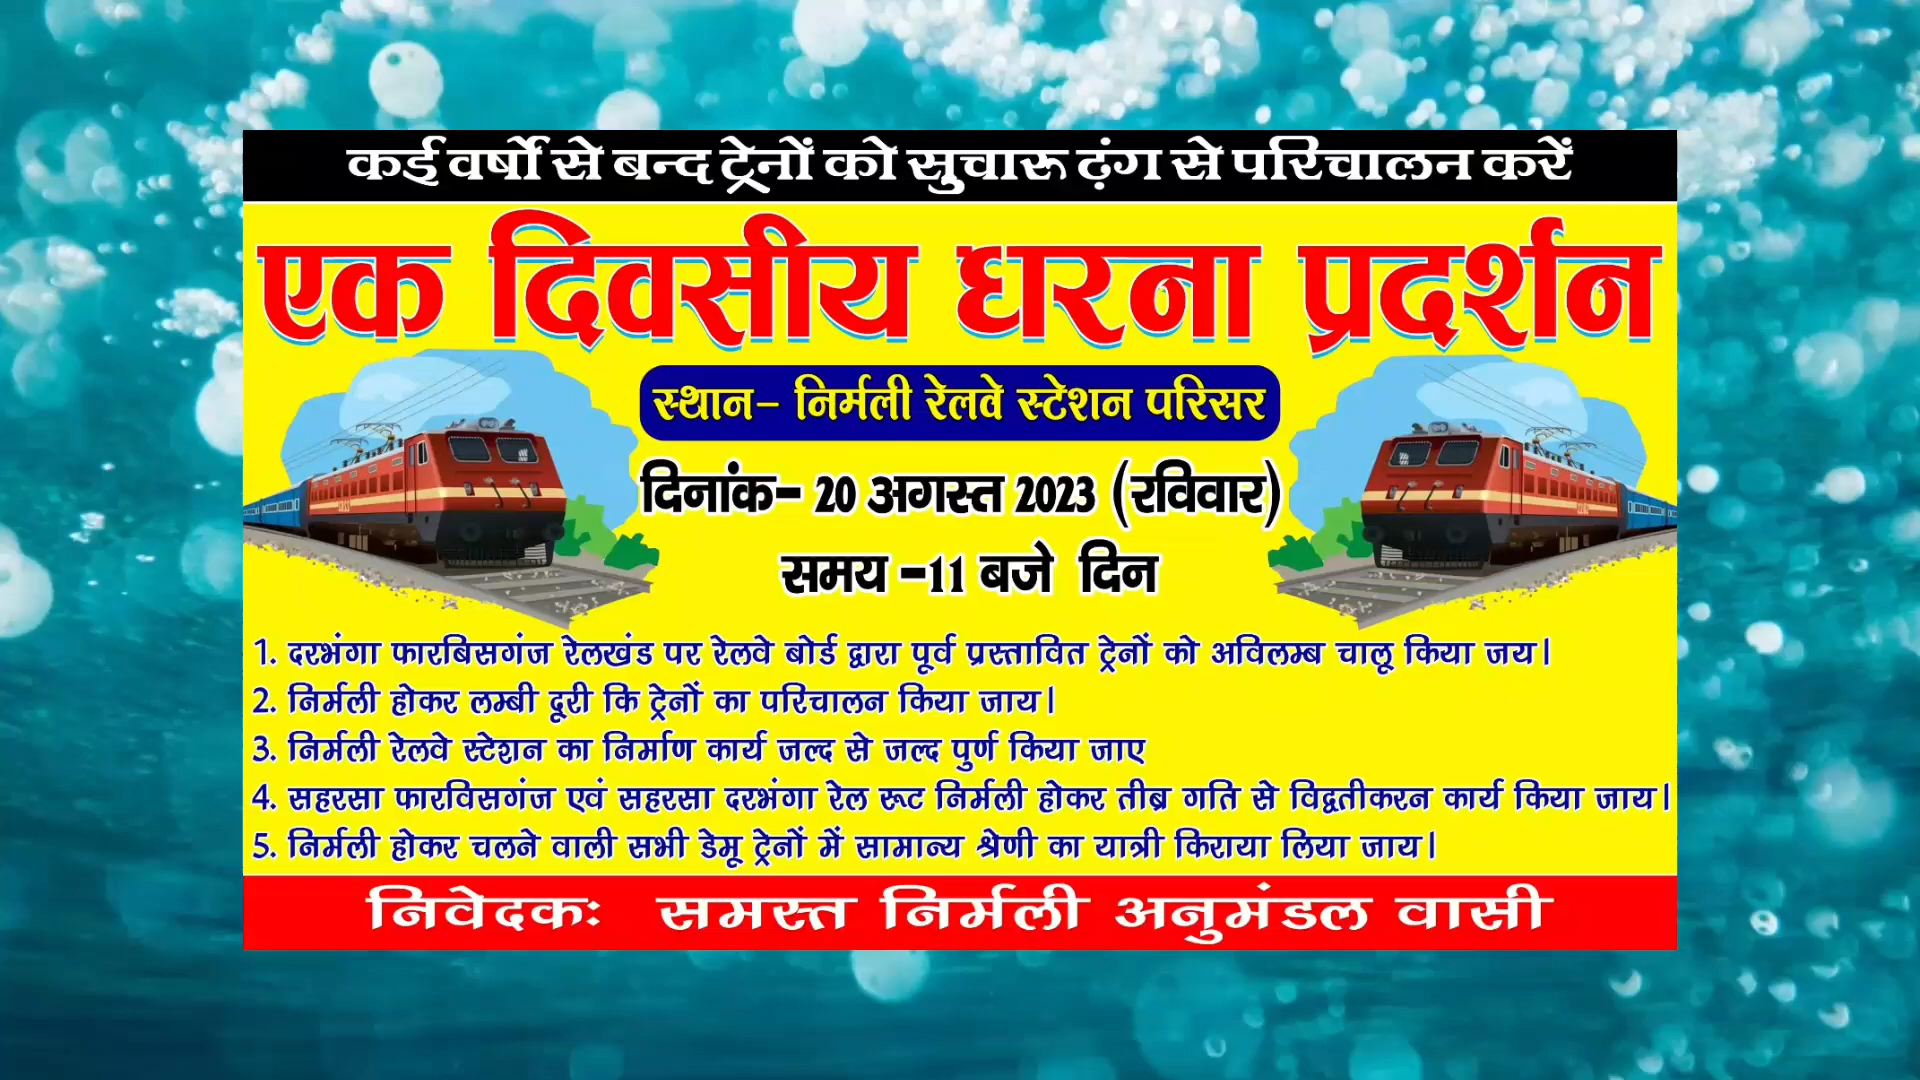 कई वर्षो से बन्द ट्रेनों को सुचारू ढ़ंग से परिचालन करें
एक दिवसीय धरना प्रदर्शन
स्थान- निर्मली रेलवे स्टेशन परिसर
दिनांक- 20 अगस्त 2023 (रविवार)
समय -11 बजे दिन
1. दरभंगा फारबिसगंज रेलखंड पर रेलवे बोर्ड द्वारा पूर्व प्रस्तावित ट्रेनों को अविलम्ब चालू किया जय।
2. निर्मली होकर लम्बी दूरी कि ट्रेनों का परिचालन किया जाय।
3. निर्मली रेलवे स्टेशन का निर्माण कार्य जल्द से जल्द पुर्ण किया जाए
4. सहरसा फारविसगंज एवं सहरसा दरभंगा रेल रूट निर्मली होकर तीब्र गति से विद्वतीकरन कार्य किया जाय।
5. निर्मली होकर चलने वाली सभी डेमू ट्रेनों में सामान्य श्रेणी का यात्री किराया लिया जाय।
निवेदकः समस्त निर्मली अनुमंडल वासी